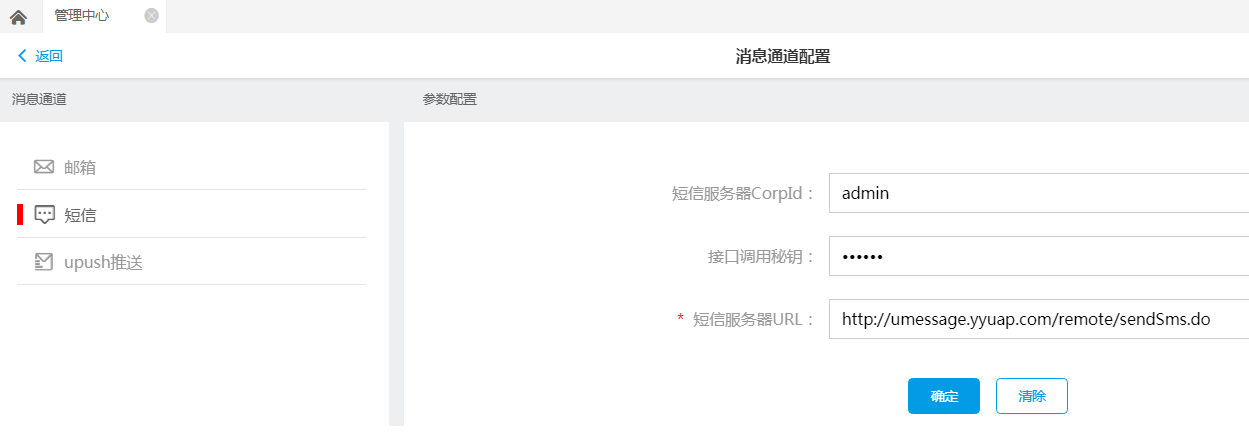 管理中心
返回
消息通道配置
消息通道
参数配置
邮箱
短信
upush推送
短信服务器CorpId：
admin
接口调用秘钥：
••••••
* 短信服务器URL：
http://umessage.yyuap.com/remote/sendSms.do
确定
清除